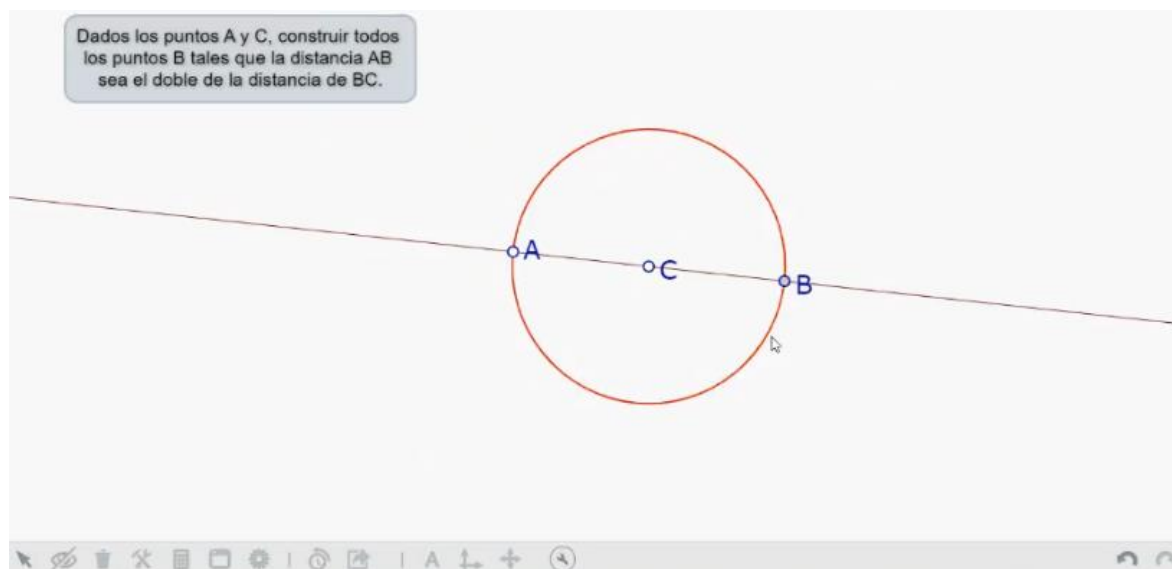 Dados los puntos A y C, construir todos
los puntos B tales que la distancia AB
sea el doble de la distancia de BC.
A
C
B
A